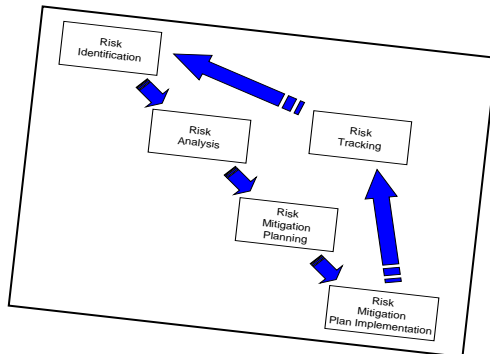 Risk
Identification
Risk
Analysis
Risk
Tracking
Risk
Mitigation
Planning
Risk
Mitigation
Plan Implementation